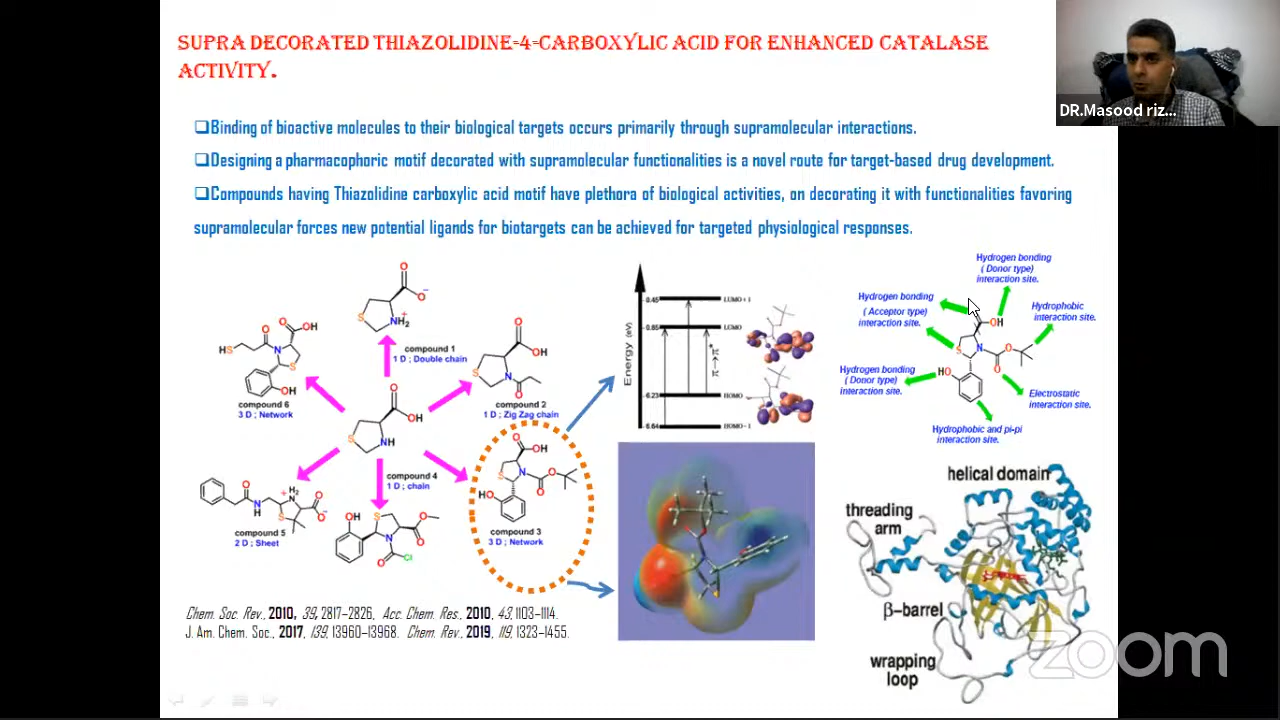 SUPRA DECORATED THIAZOLIDINE-4-CARBOXYLIC ACID FOR ENHANCED CATALASE
ACTIVITY.
DR.Masood riz...
❑Binding of bioactive molecules to their biological targets occurs primarily through supramolecular interactions.
❑Designing a pharmacophoric motif decorated with supramolecular functionalities is a novel route for target-based drug development.
❑Compounds having Thiazolidine carboxylic acid motif have plethora of biological activities, on decorating it with functionalities favoring
supramolecular forces new potential ligands for biotargets can be achieved for targeted physiological responses.
compound 1
1 D ; Double chain
compound 2
1 D ; Zig Zag chain
compound 6
3 D ; Network
compound 4
1 D ; chain
compound 5
2 D ; Sheet
compound 3
3 D ; Network
Energy (eV)
-0.45
LUMO+1
-0.85
LUMO
π-π*
-6.23
HOMO
-6.64
HOMO-1
Hydrogen bonding
( Donor type)
interaction site.
Hydrogen bonding
( Acceptor type)
interaction site.
Hydrophobic
interaction site.
Hydrogen bonding
( Donor type)
interaction site.
Electrostatic
interaction site.
Hydrophobic and pi-pi
interaction site.
helical domain
threading
arm
β-barrel
wrapping
loop
Chem. Soc. Rev., 2010, 39, 2817–2826, Acc. Chem. Res., 2010, 43, 1103–1114.
J. Am. Chem. Soc., 2017, 139, 13960–13968. Chem. Rev., 2019, 119, 1323–1455.
zoom